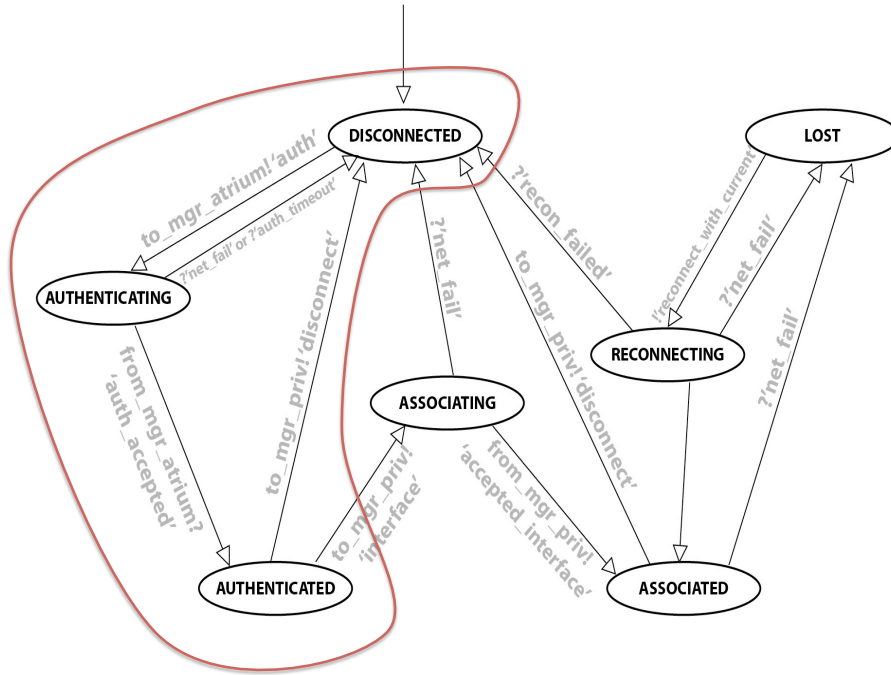 DISCONNECTED
LOST
to_mgr_atrium!'auth'
?'net_fail' or ?'auth_timeout'
?'recon_failed'
!'reconnect_with_current'
?'net_fail'
AUTHENTICATING
?'net_fail'
to_mgr_priv!'disconnect'
to_mgr_priv!'disconnect'
RECONNECTING
?'net_fail'
from_mgr_atrium?
'auth_accepted'
ASSOCIATING
to_mgr_priv!
'interface'
from_mgr_priv!
'accepted_interface'
AUTHENTICATED
ASSOCIATED